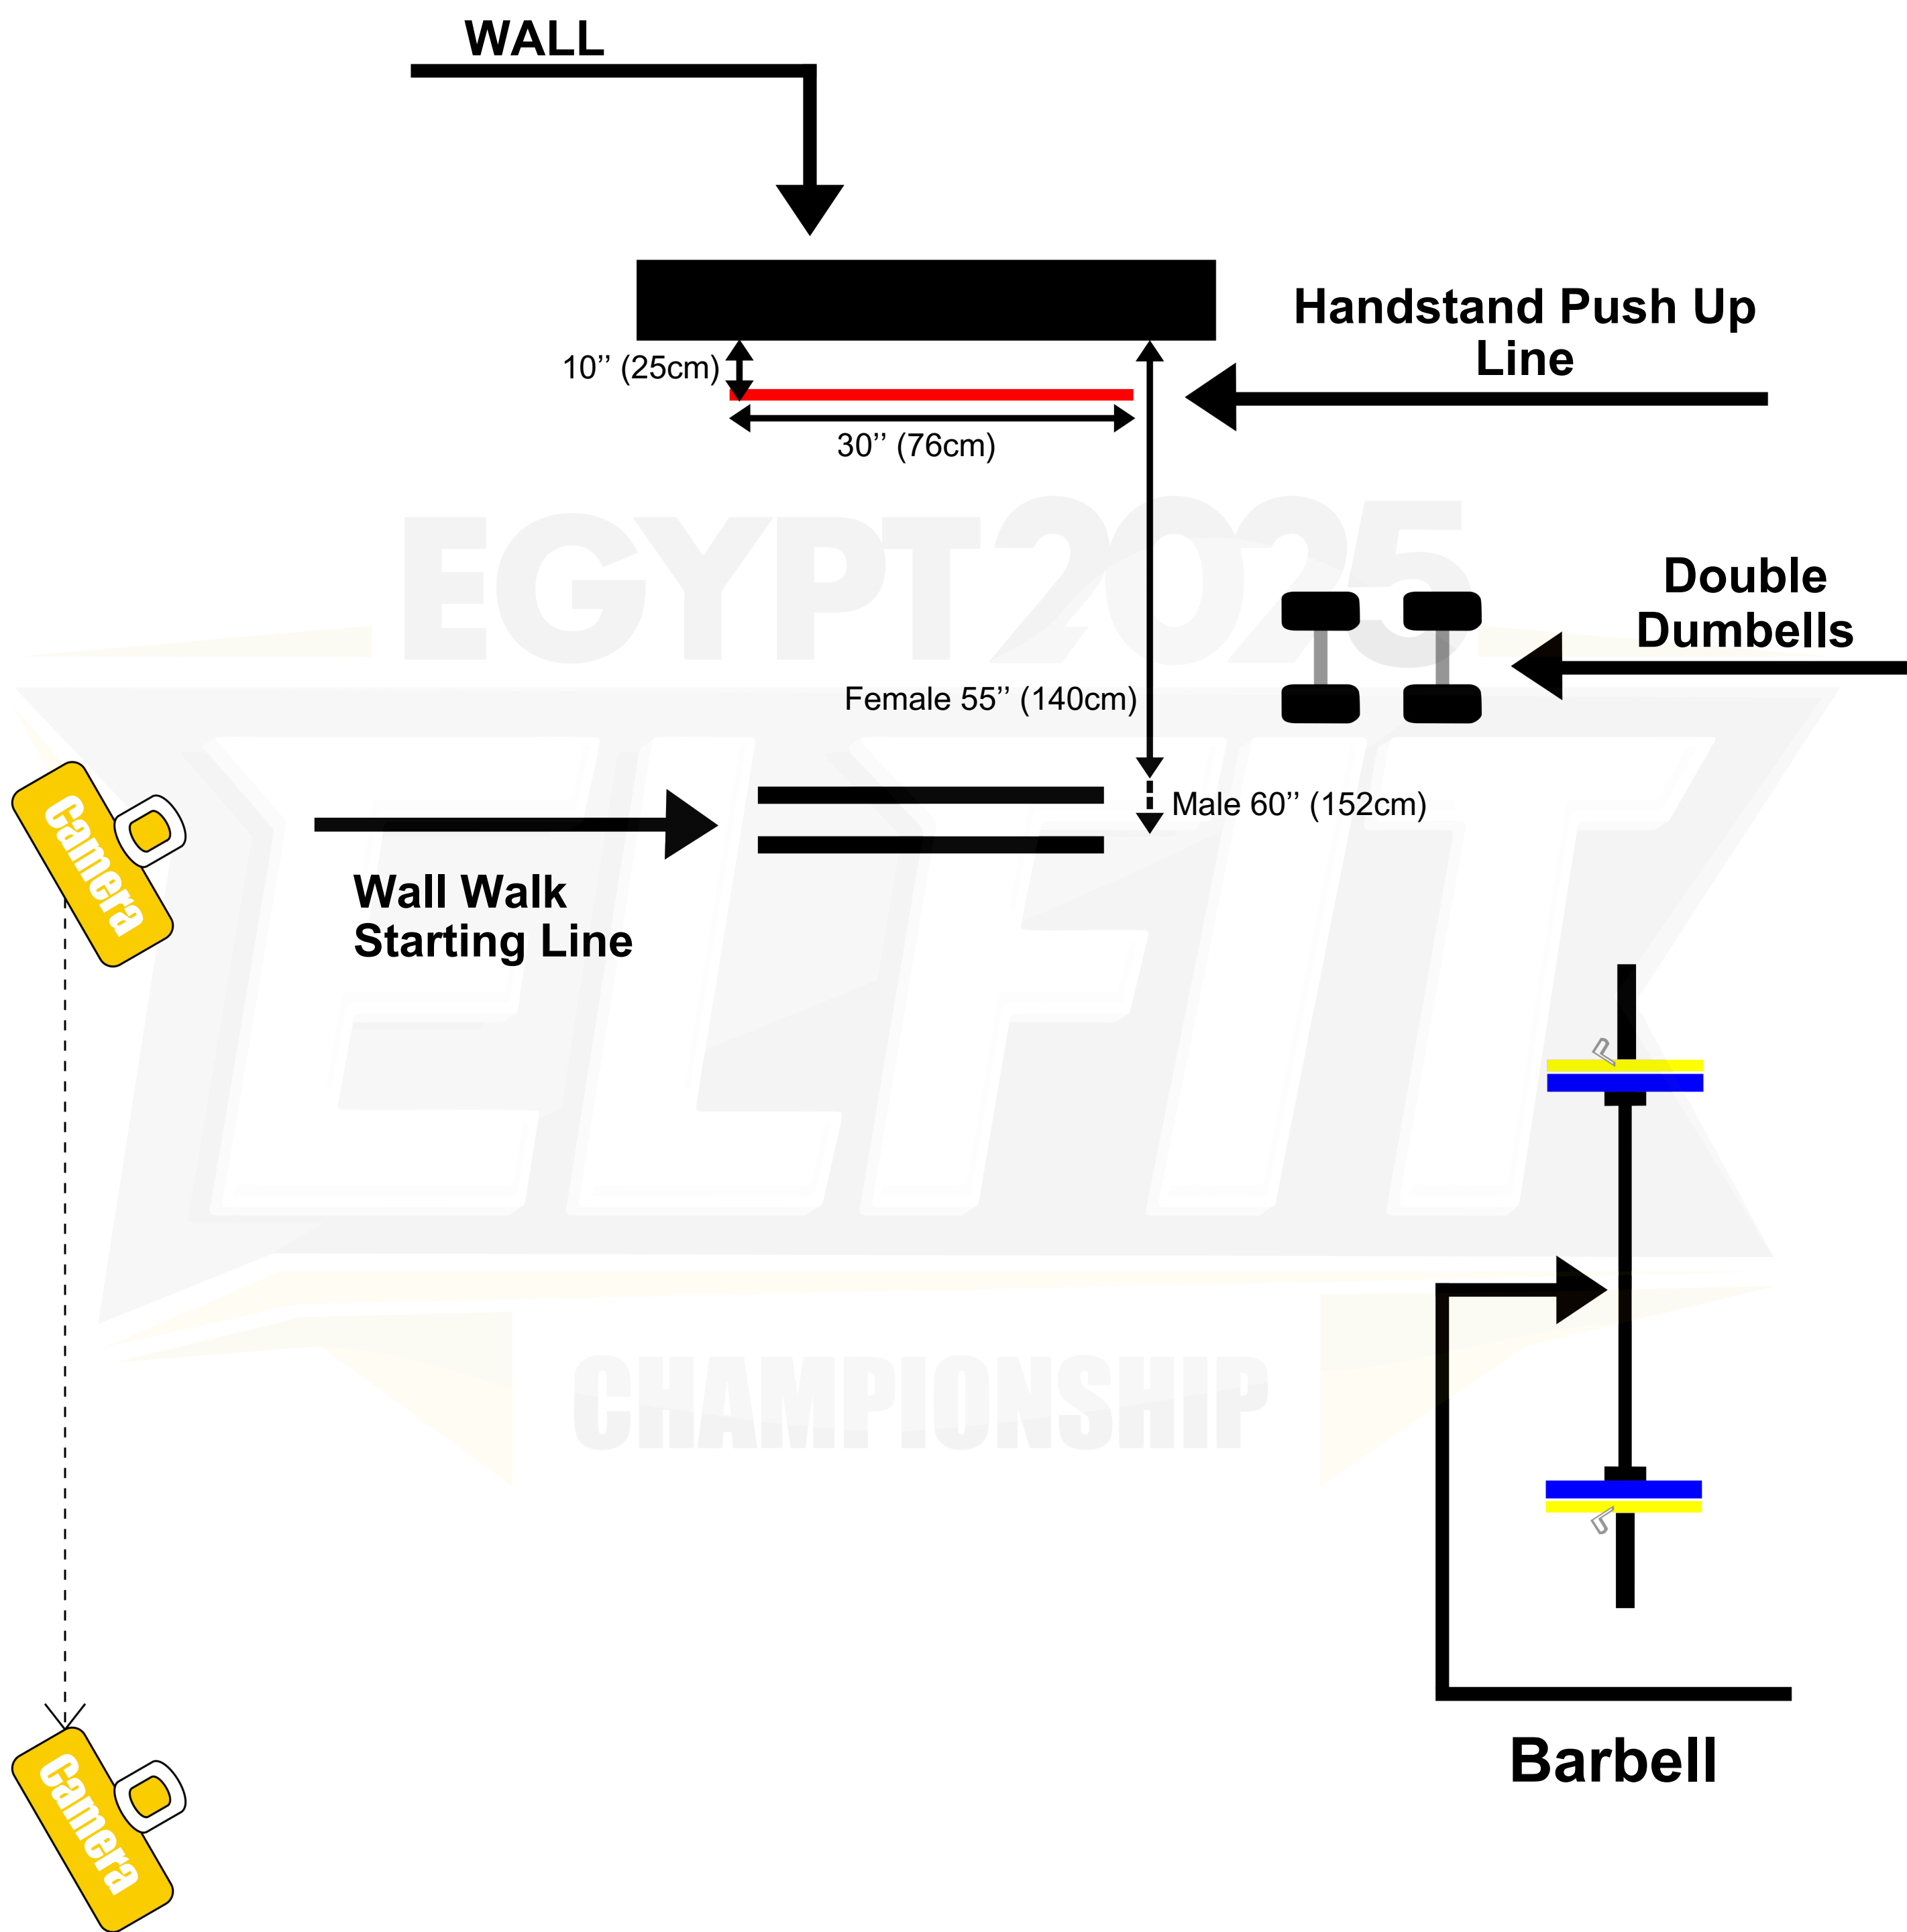 WALL
Handstand Push Up
Line
10’’ (25cm)
30’’ (76cm)
EGYPT2025
Double
Dumbells
Female 55’’ (140cm)
Male 60’’ (152cm)
Camera
Wall Walk
Starting Line
ELFIT
CHAMPIONSHIP
Barbell
Camera